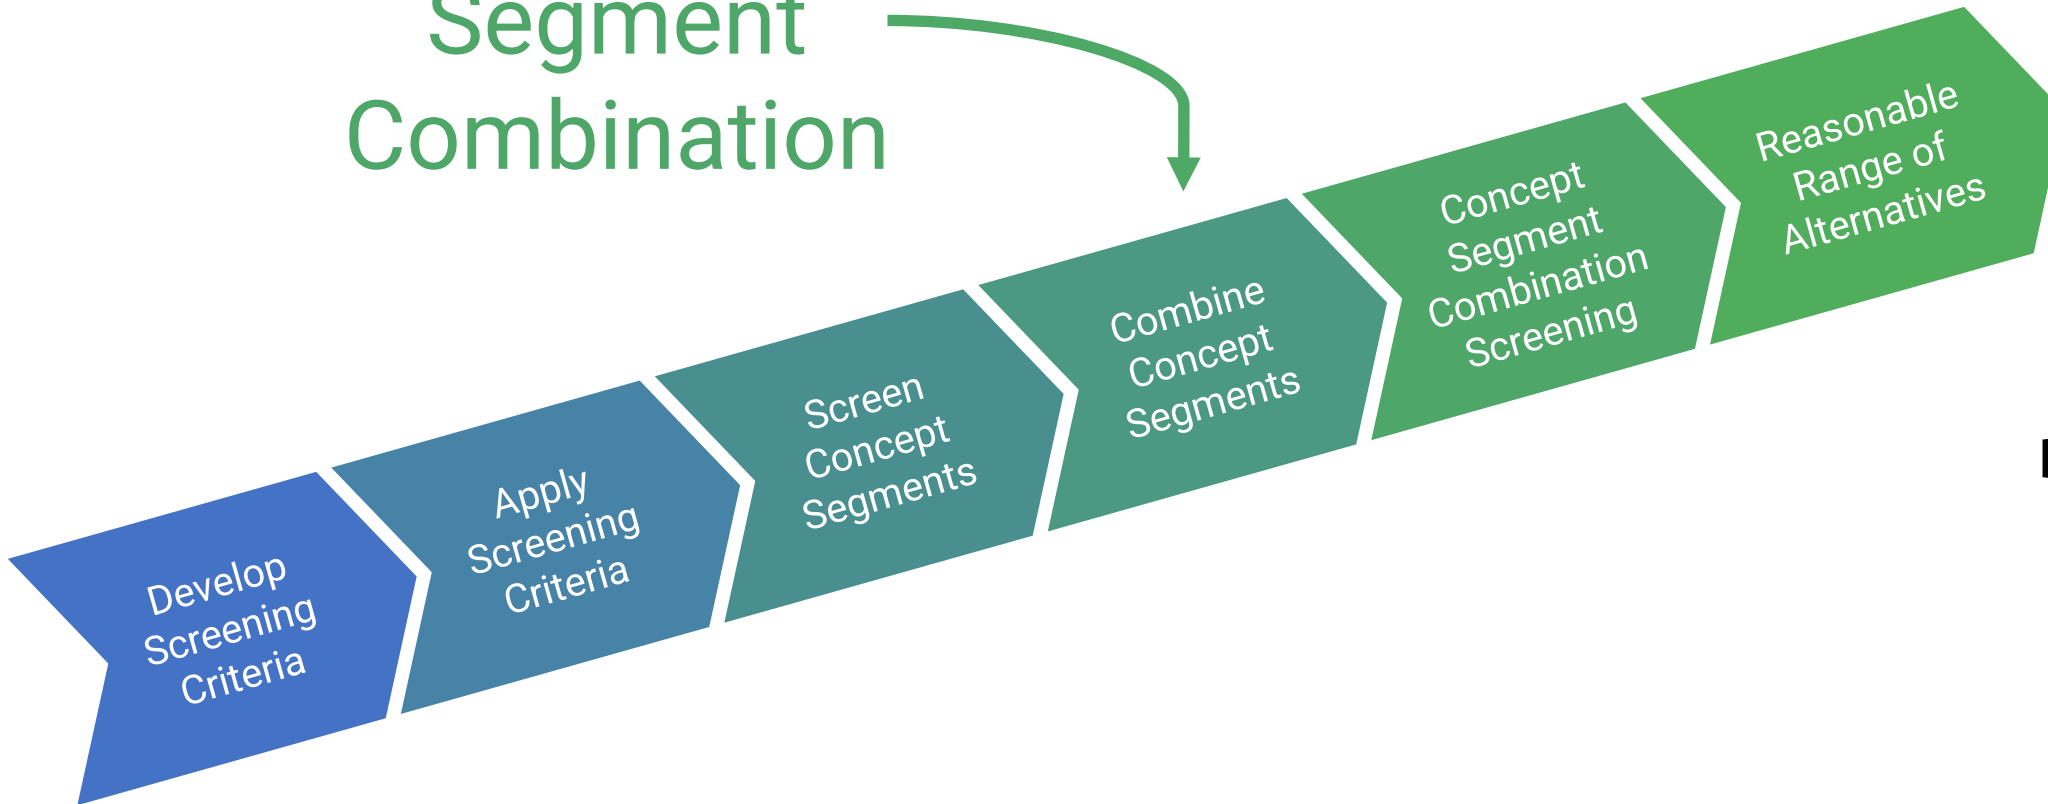 Segment
Combination
Develop
Screening
Criteria
Apply
Screening
Criteria
Screen
Concept
Segments
Combine
Concept
Segments
Concept
Segment
Combination
Screening
Reasonable
Range of
Alternatives